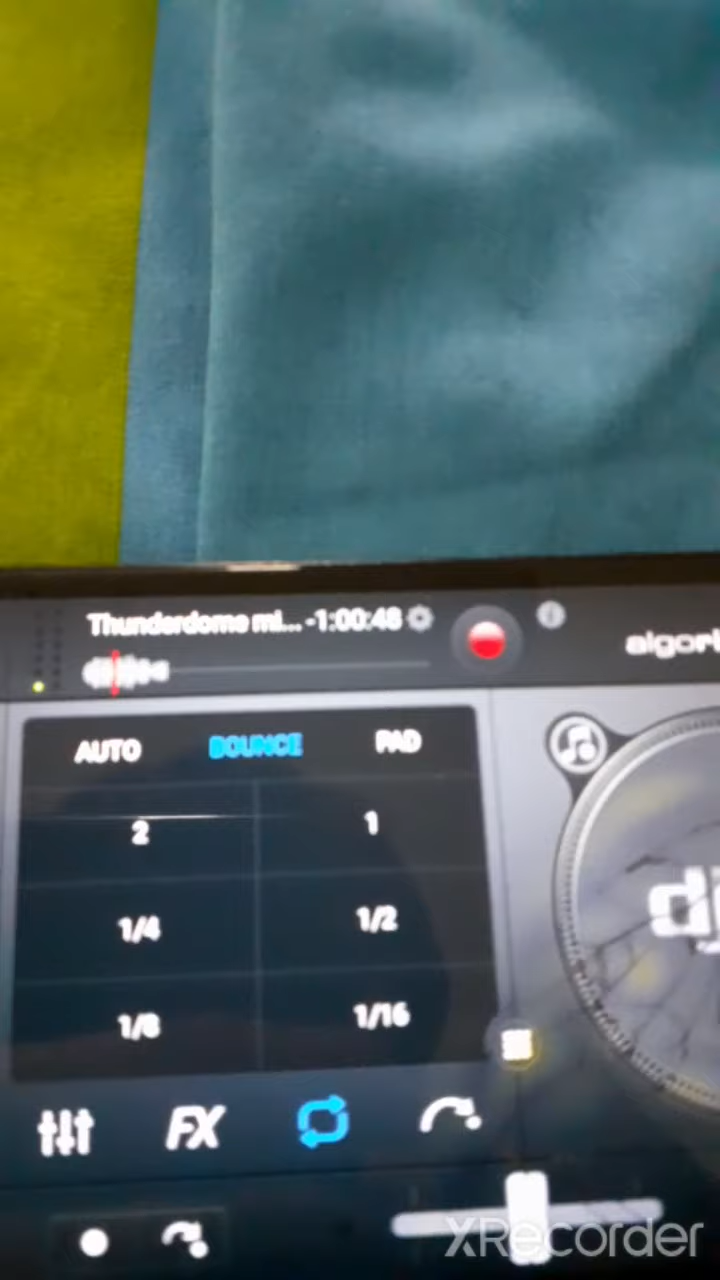 Thunderdome mi... -1:00:48
algori
AUTO BOUNCE PAD
2 1
1/4 1/2
1/8 1/16
dj
FX
XRecorder